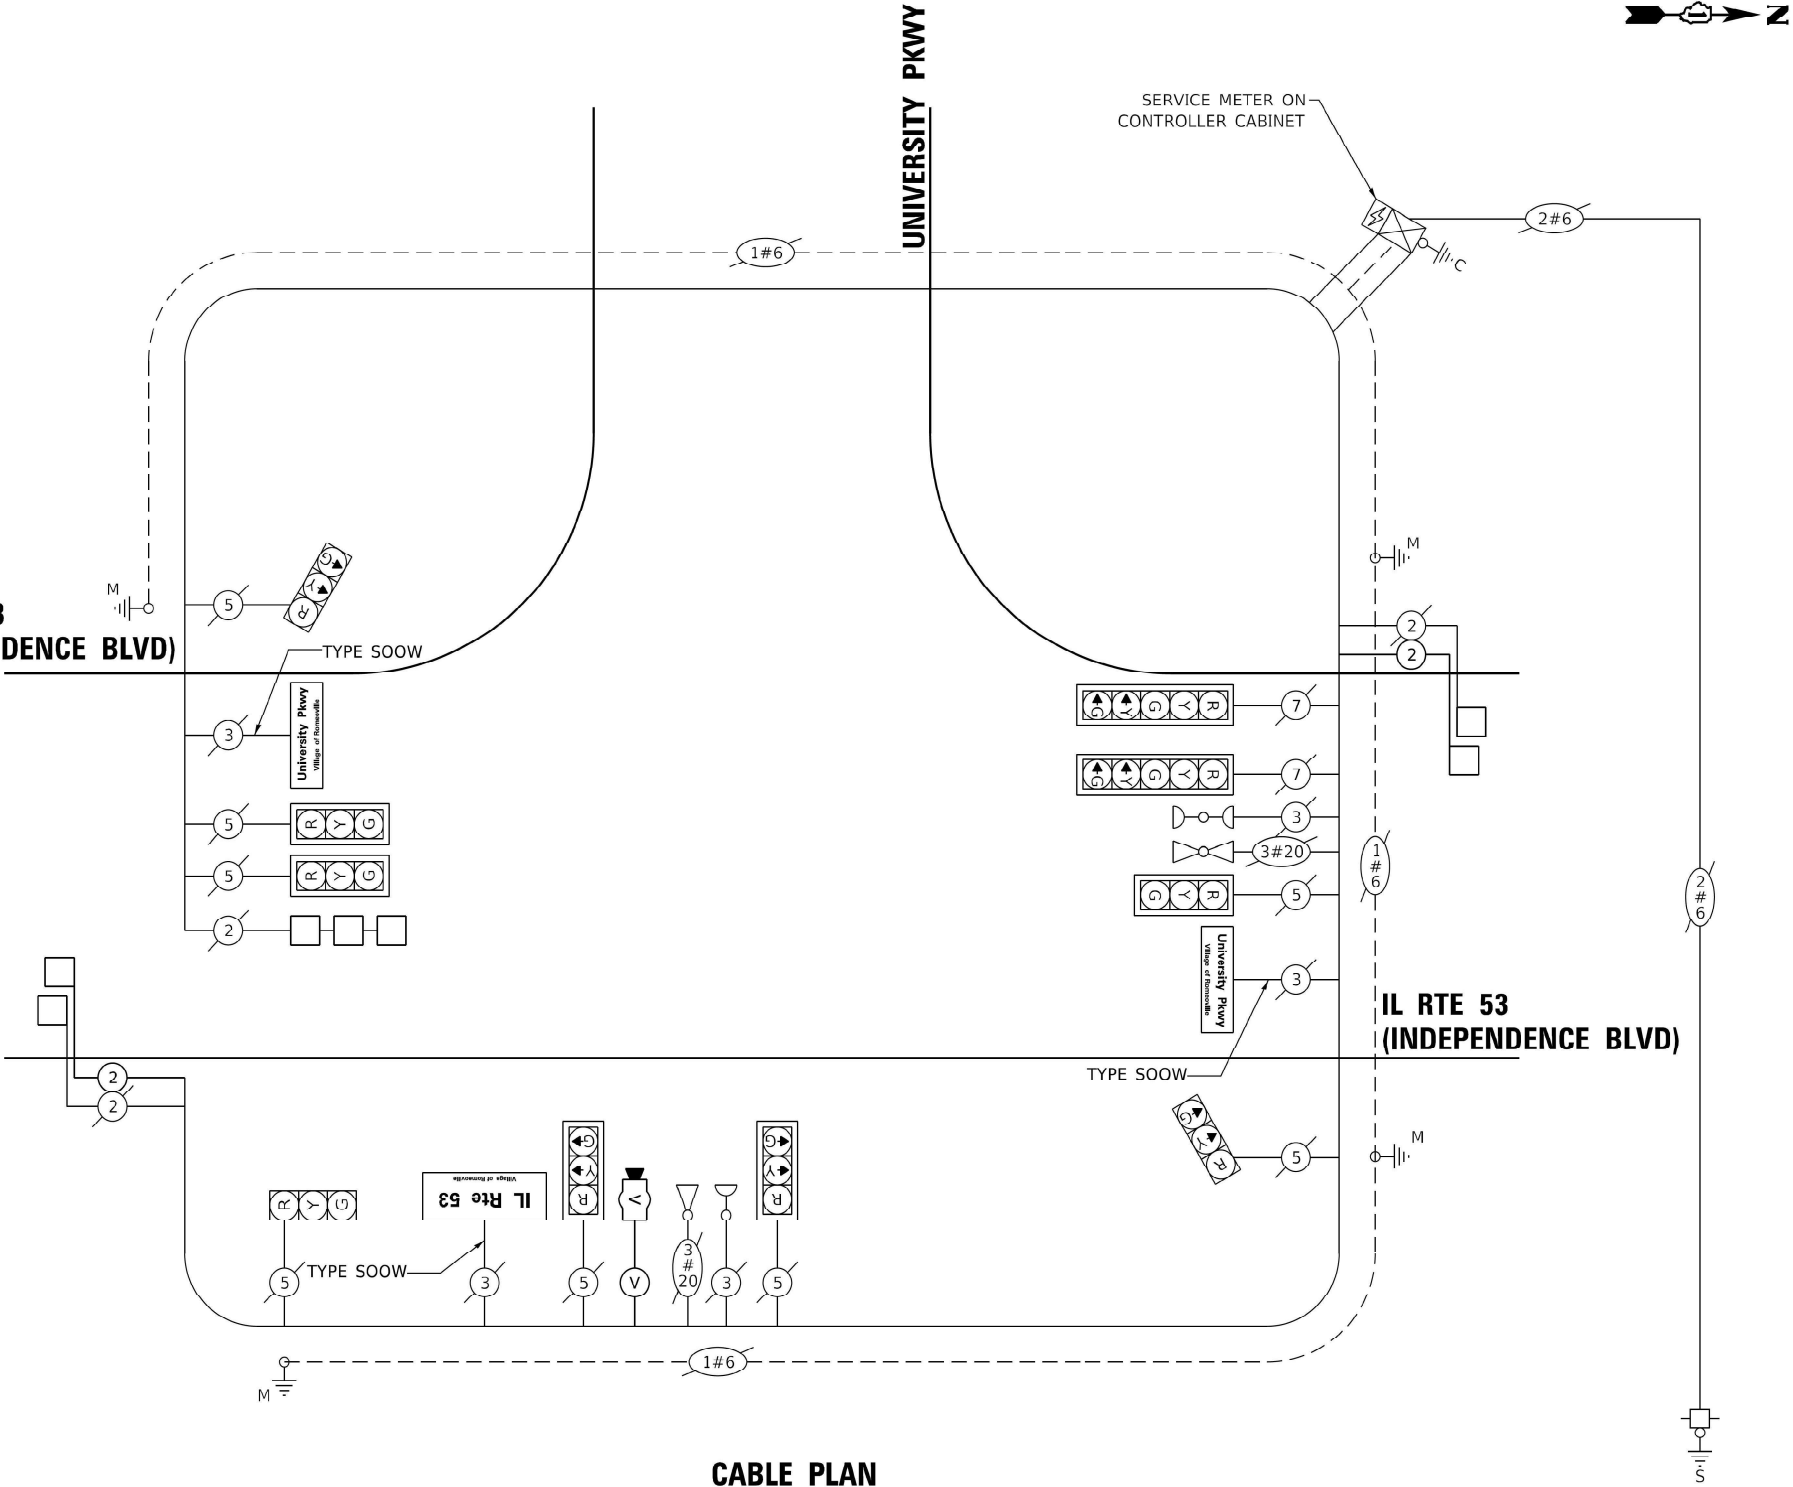 N
UNIVERSITY PKWY
SERVICE METER ON
CONTROLLER CABINET
2#6
1#6
C
M
M
5
G
Y
R
3
DENCE BLVD)
TYPE SOOW
2
2
3
University Pkwy
Village of Romeoville
G Y G Y R
7
G Y G Y R
7
5
R Y G
3
3#20
1
#
6
5
R Y G
G Y R
5
2
#
6
2
University Pkwy
Village of Romeoville
3
IL RTE 53
(INDEPENDENCE BLVD)
TYPE SOOW
2
2
G
Y
R
5
M
R Y G
Village of Romeoville
IL Rte 53
G
Y
R
V
G
Y
R
TYPE SOOW
5
3
5
V
3
#
20
3
5
1#6
M
S
CABLE PLAN